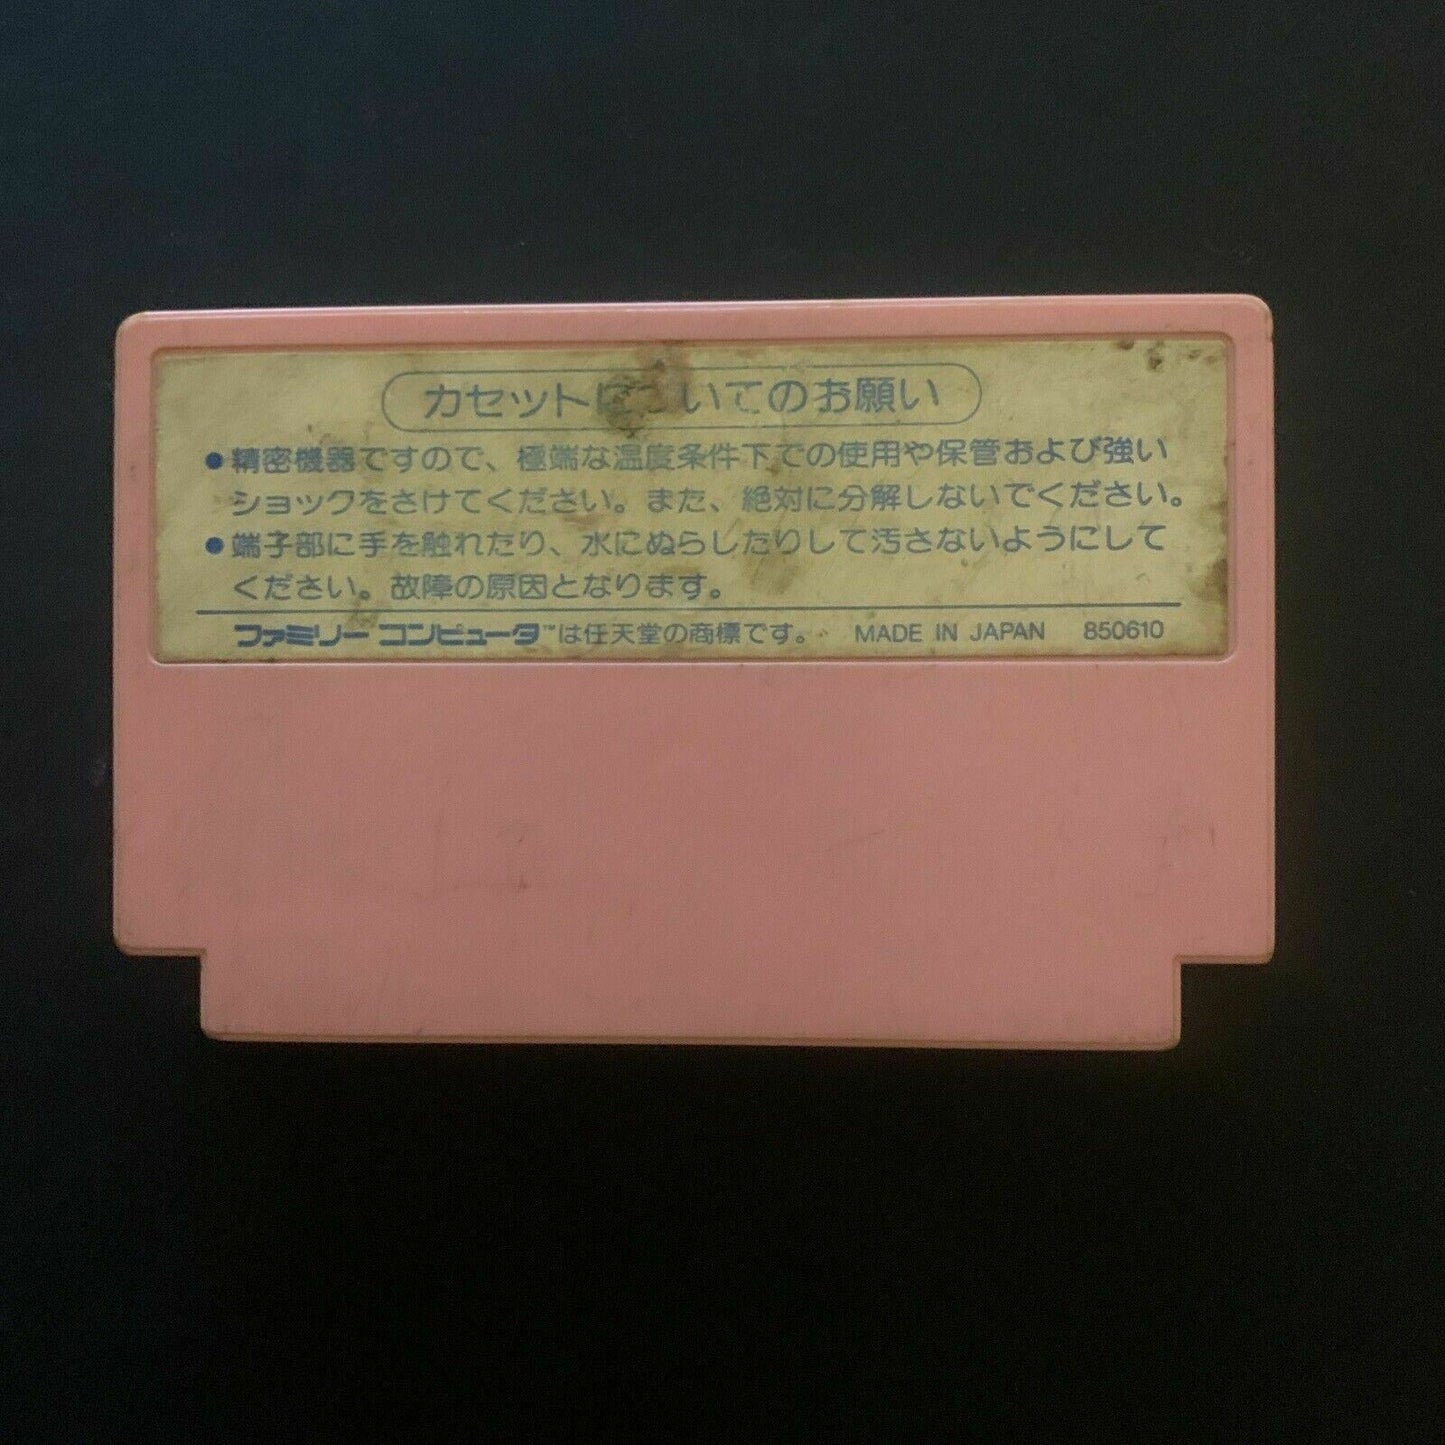 カセットについてのお願い
●精密機器ですので、極端な温度条件下での使用や保管および強い
ショックをさけてください。また、絶対に分解しないでください。
●端子部に手を触れたり、水にぬらしたりして汚さないようにして
ください。故障の原因となります。
ファミリー コンピュータ™は任天堂の商標です。 MADE IN JAPAN 850610